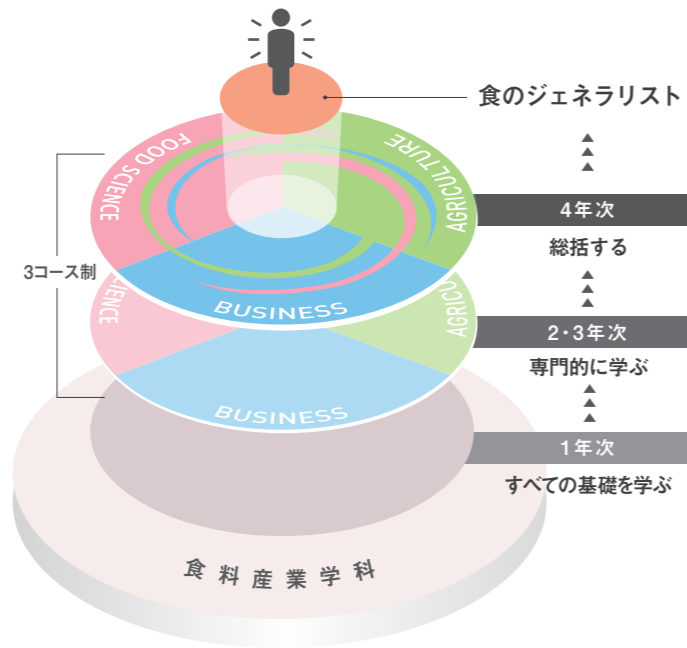 食のジェネラリスト
FOOD SCIENCE
AGRICULTURE
4年次
総括する
3コース制
BUSINESS
2・3年次
専門的に学ぶ
BUSINESS
1年次
すべての基礎を学ぶ
食料産業学科